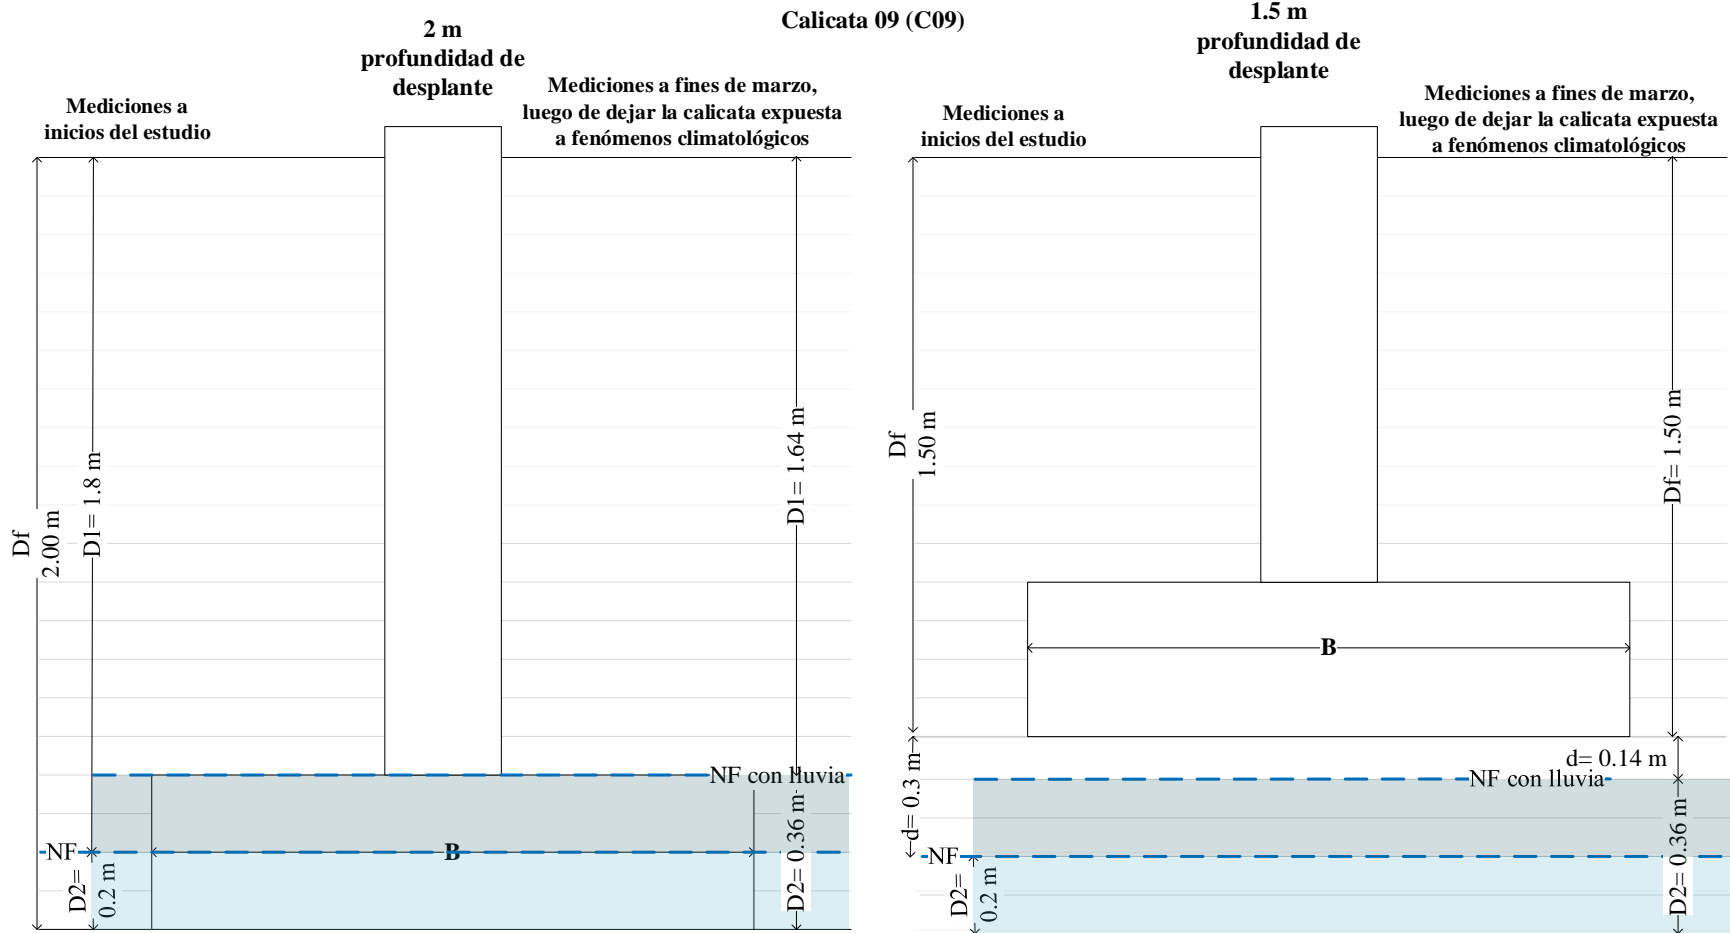 Calicata 09 (C09)
2 m
profundidad de
desplante
Mediciones a
inicios del estudio
Mediciones a fines de marzo,
luego de dejar la calicata expuesta
a fenómenos climatológicos
Df
2.00 m
D1= 1.8 m
D1= 1.64 m
NF con lluvia
NF
B
D2=
0.2 m
D2= 0.36 m
1.5 m
profundidad de
desplante
Mediciones a
inicios del estudio
Mediciones a fines de marzo,
luego de dejar la calicata expuesta
a fenómenos climatológicos
Df
1.50 m
Df= 1.50 m
B
d= 0.3 m
d= 0.14 m
NF con lluvia
NF
D2=
0.2 m
D2= 0.36 m